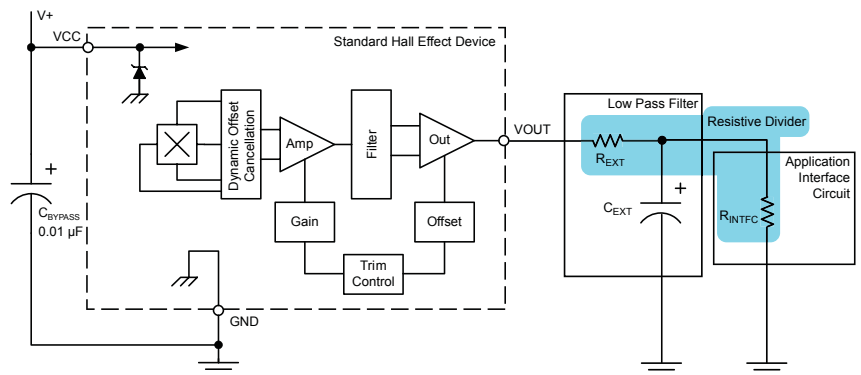 V+
VCC
Standard Hall Effect Device
Low Pass Filter
Resistive Divider
Dynamic Offset
Cancellation
Amp
Filter
Out
VOUT
REXT
Application
Interface
Circuit
+
CBYPASS
0.01 µF
Gain
Offset
CEXT
+
RINTFC
Trim
Control
GND